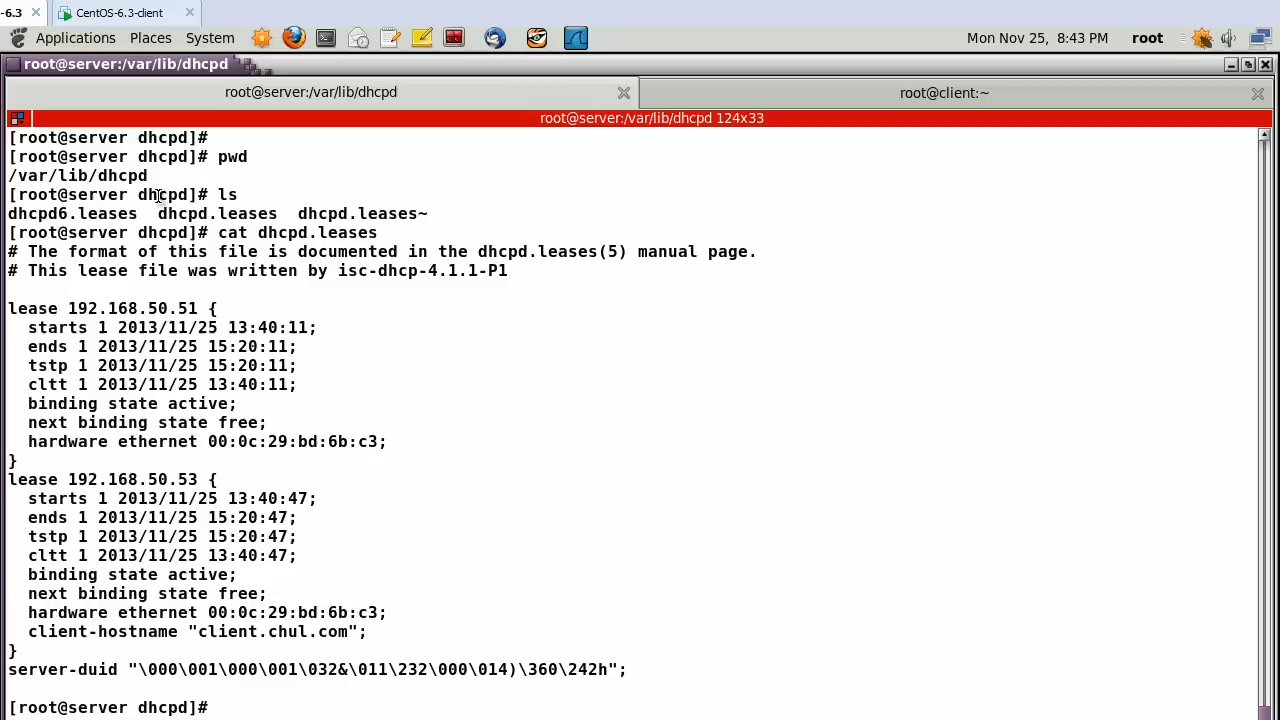 -6.3
CentOS-6.3-client
Applications Places System Mon Nov 25, 8:43 PM root
root@server:/var/lib/dhcpd
root@server:/var/lib/dhcpd root@client:~
root@server:/var/lib/dhcpd 124x33
[root@server dhcpd]#
[root@server dhcpd]# pwd
/var/lib/dhcpd
[root@server dhcpd]# ls
dhcpd6.leases  dhcpd.leases  dhcpd.leases~
[root@server dhcpd]# cat dhcpd.leases
# The format of this file is documented in the dhcpd.leases(5) manual page.
# This lease file was written by isc-dhcp-4.1.1-P1

lease 192.168.50.51 {
  starts 1 2013/11/25 13:40:11;
  ends 1 2013/11/25 15:20:11;
  tstp 1 2013/11/25 15:20:11;
  cltt 1 2013/11/25 13:40:11;
  binding state active;
  next binding state free;
  hardware ethernet 00:0c:29:bd:6b:c3;
}
lease 192.168.50.53 {
  starts 1 2013/11/25 13:40:47;
  ends 1 2013/11/25 15:20:47;
  tstp 1 2013/11/25 15:20:47;
  cltt 1 2013/11/25 13:40:47;
  binding state active;
  next binding state free;
  hardware ethernet 00:0c:29:bd:6b:c3;
  client-hostname "client.chul.com";
}
server-duid "\000\001\000\001\032&\011\232\000\014)\360\242h";

[root@server dhcpd]#